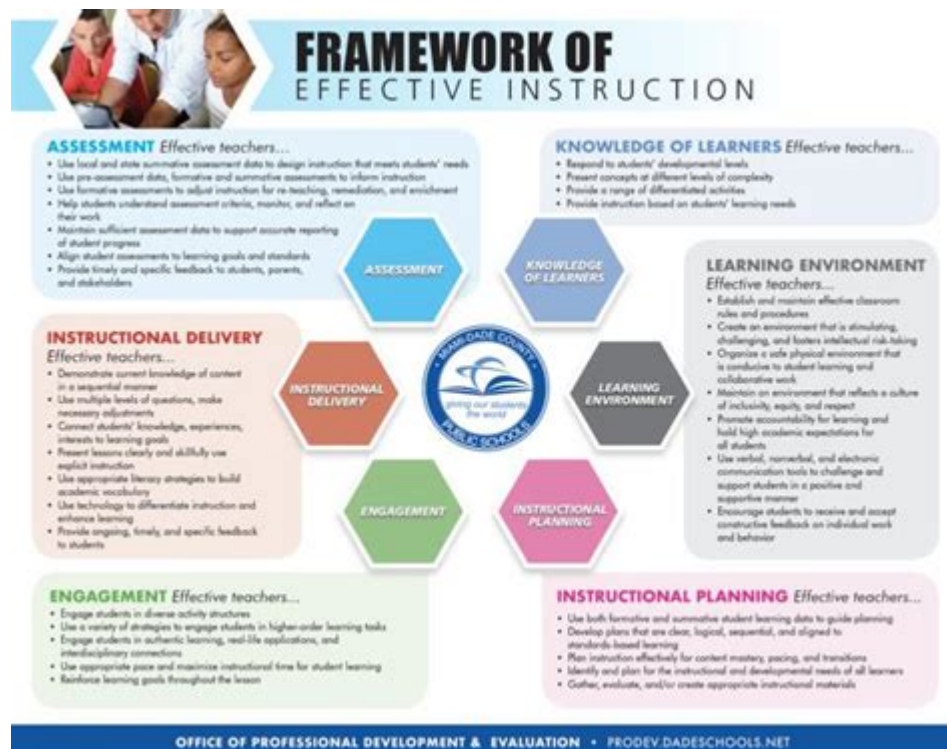 FRAMEWORK OF
EFFECTIVE INSTRUCTION
ASSESSMENT Effective teachers...
• Use local and state summative assessment data to design instruction that meets students' needs
• Use pre-assessment data, formative and summative assessments to inform instruction
• Use formative assessments to adjust instruction for re-teaching, remediation, and enrichment
• Help students understand assessment criteria, monitor, and reflect on
their work
• Maintain sufficient assessment data to support accurate reporting
of student progress
• Align student assessments to learning goals and standards
• Provide timely and specific feedback to students, parents,
and stakeholders
KNOWLEDGE OF LEARNERS Effective teachers...
• Respond to students' developmental levels
• Present concepts at different levels of complexity
• Provide a range of differentiated activities
• Provide instruction based on students' learning needs
ASSESSMENT
KNOWLEDGE
OF LEARNERS
LEARNING ENVIRONMENT
Effective teachers...
• Establish and maintain effective classroom
rules and procedures
• Create an environment that is stimulating,
challenging, and fosters intellectual risk-taking
• Organize a safe physical environment that
is conducive to student learning and
collaborative work
• Maintain an environment that reflects a culture
of inclusivity, equity, and respect
• Promote accountability for learning and
hold high academic expectations for
all students
• Use verbal, nonverbal, and electronic
communication tools to challenge and
support students in a positive and
supportive manner
• Encourage students to receive and accept
constructive feedback on individual work
and behavior
INSTRUCTIONAL DELIVERY
Effective teachers...
• Demonstrate current knowledge of content
in a sequential manner
• Use multiple levels of questions, make
necessary adjustments
• Connect students' knowledge, experiences,
interests to learning goals
• Present lessons clearly and skillfully use
explicit instruction
• Use appropriate literacy strategies to build
academic vocabulary
• Use technology to differentiate instruction and
enhance learning
• Provide ongoing, timely, and specific feedback
to students
INSTRUCTIONAL
DELIVERY
MIAMI-DADE COUNTY
giving our students
the world
PUBLIC SCHOOLS
LEARNING
ENVIRONMENT
ENGAGEMENT
INSTRUCTIONAL
PLANNING
ENGAGEMENT Effective teachers...
• Engage students in diverse activity structures
• Use a variety of strategies to engage students in higher-order learning tasks
• Engage students in authentic learning, real-life applications, and
interdisciplinary connections
• Use appropriate pace and maximize instructional time for student learning
• Reinforce learning goals throughout the lesson
INSTRUCTIONAL PLANNING Effective teachers...
• Use both formative and summative student learning data to guide planning
• Develop plans that are clear, logical, sequential, and aligned to
standards-based learning
• Plan instruction effectively for content mastery, pacing, and transitions
• Identify and plan for the instructional and developmental needs of all learners
• Gather, evaluate, and/or create appropriate instructional materials
OFFICE OF PROFESSIONAL DEVELOPMENT & EVALUATION • PRODEV.DADESCHOOLS.NET